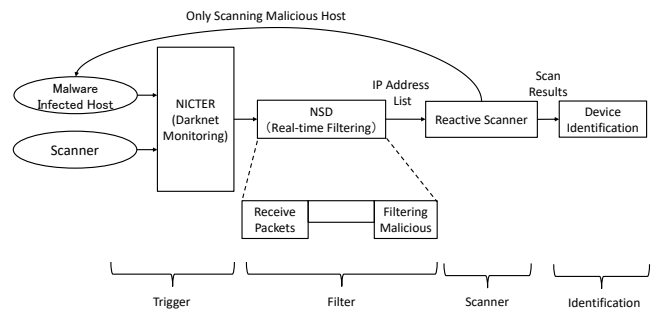 Only Scanning Malicious Host
Malware
Infected Host
Scanner
NICTER
(Darknet
Monitoring)
NSD
（Real-time Filtering）
IP Address
List
Reactive Scanner
Scan
Results
Device
Identification
Receive
Packets
Filtering
Malicious
Trigger
Filter
Scanner
Identification